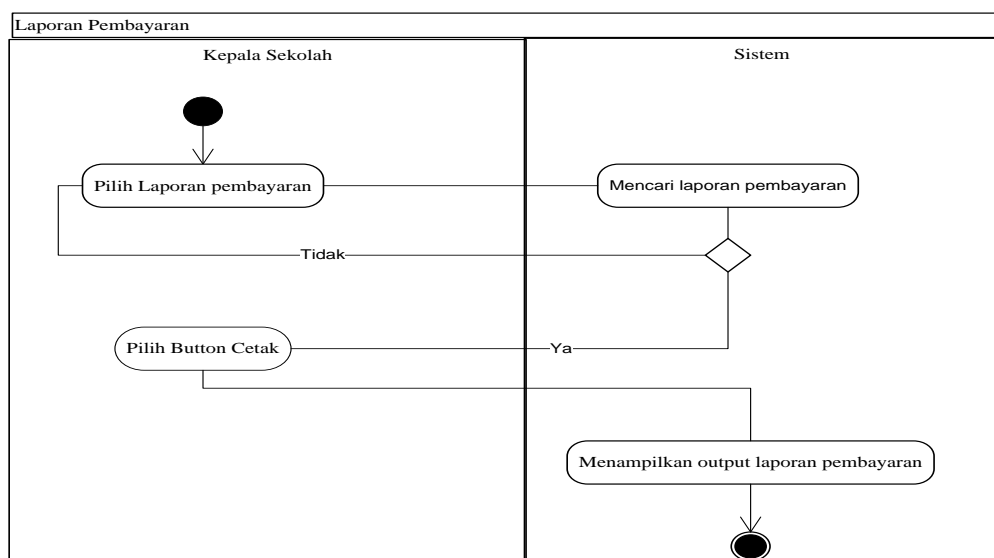 Laporan Pembayaran
Kepala Sekolah
Sistem
Pilih Laporan pembayaran
Mencari laporan pembayaran
Tidak
Pilih Button Cetak
Ya
Menampilkan output laporan pembayaran